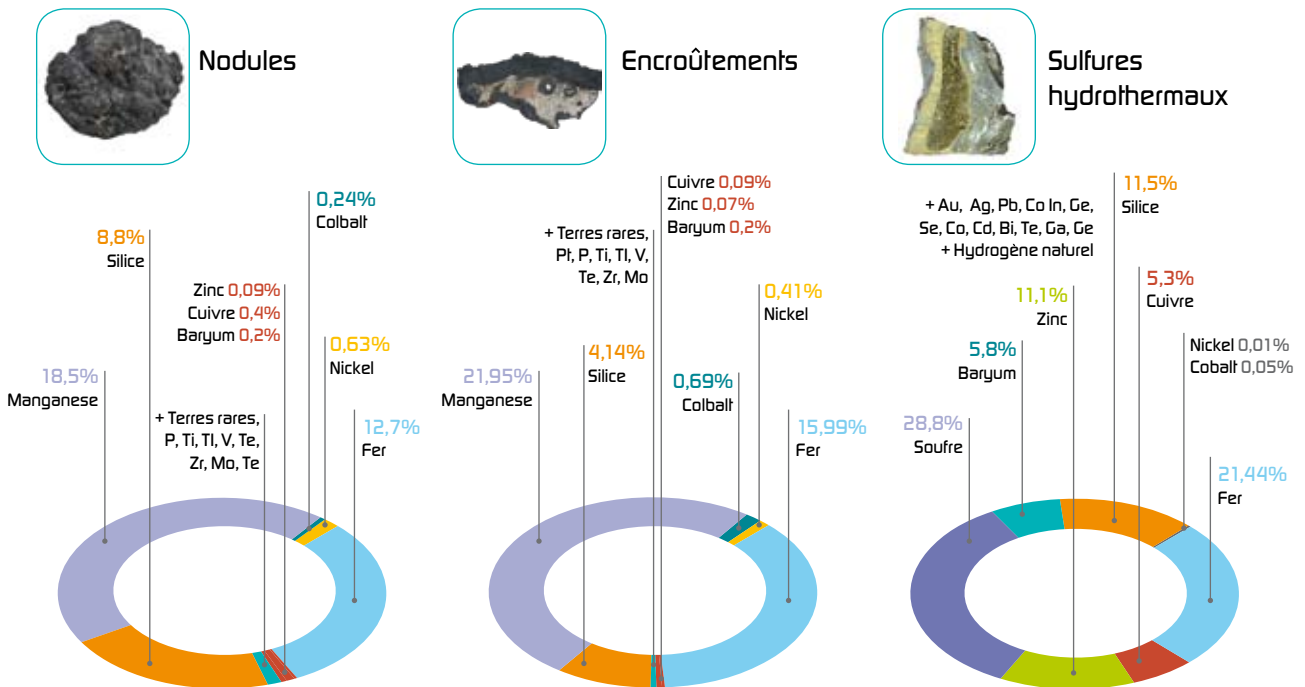 Nodules
0,24%
Colbalt
8,8%
Silice
Zinc 0,09%
Cuivre 0,4%
Baryum 0,2%
0,63%
Nickel
18,5%
Manganese
+ Terres rares,
P, Ti, Tl, V, Te,
Zr, Mo, Te
12,7%
Fer
Encroûtements
Cuivre 0,09%
Zinc 0,07%
Baryum 0,2%
+ Terres rares,
Pt, P, Ti, Tl, V,
Te, Zr, Mo
0,41%
Nickel
4,14%
Silice
21,95%
Manganese
0,69%
Colbalt
15,99%
Fer
Sulfures
hydrothermaux
11,5%
Silice
+ Au, Ag, Pb, Co In, Ge,
Se, Co, Cd, Bi, Te, Ga, Ge
+ Hydrogène naturel
5,3%
Cuivre
11,1%
Zinc
Nickel 0,01%
Cobalt 0,05%
5,8%
Baryum
28,8%
Soufre
21,44%
Fer